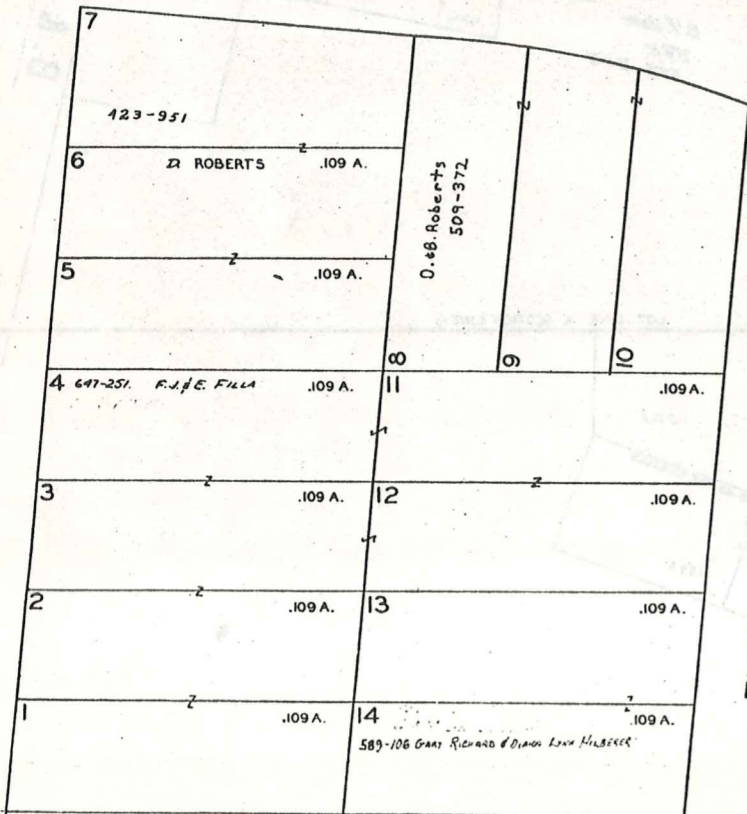 7
423-951
6 D ROBERTS .109 A.
5 .109 A.
D. & B. Roberts
509-372
8
9
10
4 647-251. F.J. & E. FILLA .109 A.
11 .109 A.
3 .109 A.
12 .109 A.
2 .109 A.
13 .109 A.
1 .109 A.
14 .109 A.
589-106 GARY RICHARD & DIANA LYNN HILBERER